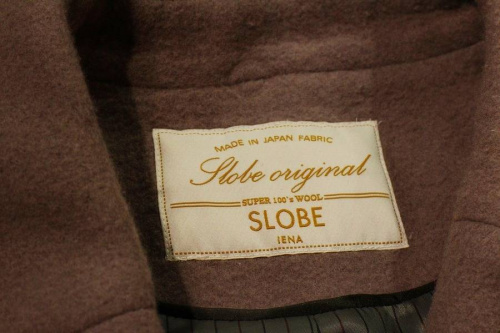 MADE IN JAPAN FABRIC
Slobe original
SUPER 100's WOOL
SLOBE
IENA